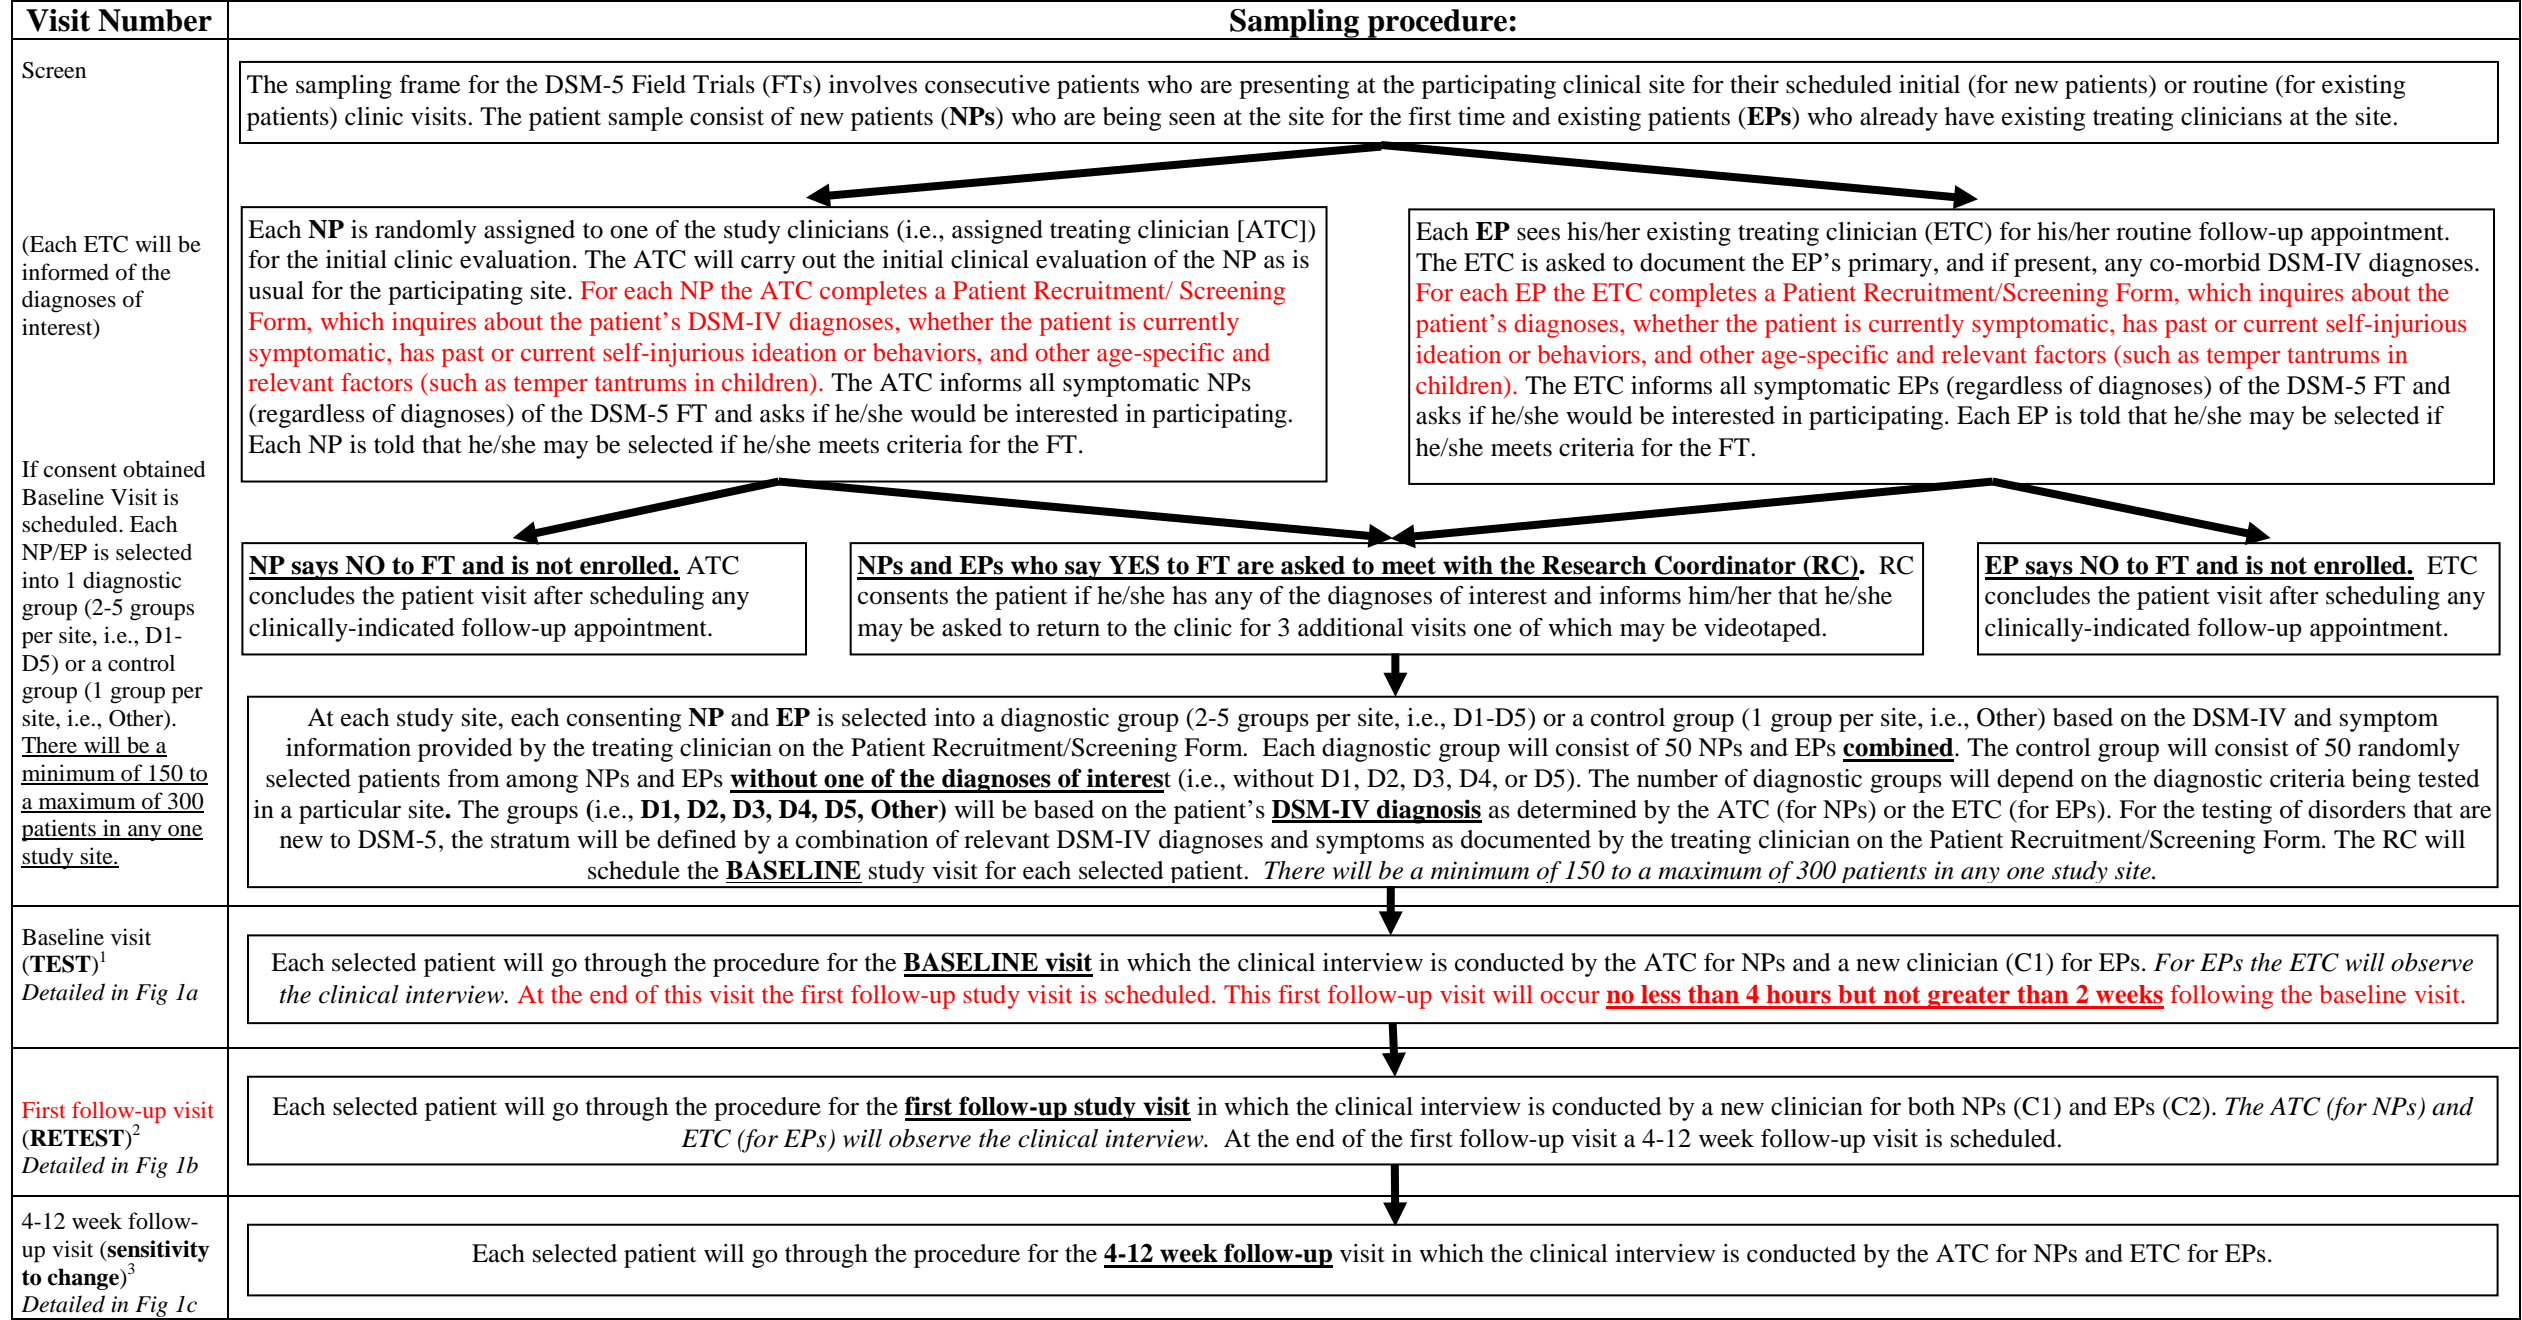 Visit Number
Sampling procedure:
Screen
The sampling frame for the DSM-5 Field Trials (FTs) involves consecutive patients who are presenting at the participating clinical site for their scheduled initial (for new patients) or routine (for existing
patients) clinic visits. The patient sample consist of new patients (NPs) who are being seen at the site for the first time and existing patients (EPs) who already have existing treating clinicians at the site.
(Each ETC will be
informed of the
diagnoses of
interest)
Each NP is randomly assigned to one of the study clinicians (i.e., assigned treating clinician [ATC])
for the initial clinic evaluation. The ATC will carry out the initial clinical evaluation of the NP as is
usual for the participating site. For each NP the ATC completes a Patient Recruitment/ Screening
Form, which inquires about the patient’s DSM-IV diagnoses, whether the patient is currently
symptomatic, has past or current self-injurious ideation or behaviors, and other age-specific and
relevant factors (such as temper tantrums in children). The ATC informs all symptomatic NPs
(regardless of diagnoses) of the DSM-5 FT and asks if he/she would be interested in participating.
Each NP is told that he/she may be selected if he/she meets criteria for the FT.
Each EP sees his/her existing treating clinician (ETC) for his/her routine follow-up appointment.
The ETC is asked to document the EP’s primary, and if present, any co-morbid DSM-IV diagnoses.
For each EP the ETC completes a Patient Recruitment/Screening Form, which inquires about the
patient’s diagnoses, whether the patient is currently symptomatic, has past or current self-injurious
ideation or behaviors, and other age-specific and relevant factors (such as temper tantrums in
children). The ETC informs all symptomatic EPs (regardless of diagnoses) of the DSM-5 FT and
asks if he/she would be interested in participating. Each EP is told that he/she may be selected if
he/she meets criteria for the FT.
If consent obtained
Baseline Visit is
scheduled. Each
NP/EP is selected
into 1 diagnostic
group (2-5 groups
per site, i.e., D1-
D5) or a control
group (1 group per
site, i.e., Other).
There will be a
minimum of 150 to
a maximum of 300
patients in any one
study site.
NP says NO to FT and is not enrolled. ATC
concludes the patient visit after scheduling any
clinically-indicated follow-up appointment.
NPs and EPs who say YES to FT are asked to meet with the Research Coordinator (RC). RC
consents the patient if he/she has any of the diagnoses of interest and informs him/her that he/she
may be asked to return to the clinic for 3 additional visits one of which may be videotaped.
EP says NO to FT and is not enrolled. ETC
concludes the patient visit after scheduling any
clinically-indicated follow-up appointment.
At each study site, each consenting NP and EP is selected into a diagnostic group (2-5 groups per site, i.e., D1-D5) or a control group (1 group per site, i.e., Other) based on the DSM-IV and symptom
information provided by the treating clinician on the Patient Recruitment/Screening Form. Each diagnostic group will consist of 50 NPs and EPs combined. The control group will consist of 50 randomly
selected patients from among NPs and EPs without one of the diagnoses of interest (i.e., without D1, D2, D3, D4, or D5). The number of diagnostic groups will depend on the diagnostic criteria being tested
in a particular site. The groups (i.e., D1, D2, D3, D4, D5, Other) will be based on the patient’s DSM-IV diagnosis as determined by the ATC (for NPs) or the ETC (for EPs). For the testing of disorders that are
new to DSM-5, the stratum will be defined by a combination of relevant DSM-IV diagnoses and symptoms as documented by the treating clinician on the Patient Recruitment/Screening Form. The RC will
schedule the BASELINE study visit for each selected patient. There will be a minimum of 150 to a maximum of 300 patients in any one study site.
Baseline visit
(TEST)1
Detailed in Fig 1a
Each selected patient will go through the procedure for the BASELINE visit in which the clinical interview is conducted by the ATC for NPs and a new clinician (C1) for EPs. For EPs the ETC will observe
the clinical interview. At the end of this visit the first follow-up study visit is scheduled. This first follow-up visit will occur no less than 4 hours but not greater than 2 weeks following the baseline visit.
First follow-up visit
(RETEST)2
Detailed in Fig 1b
Each selected patient will go through the procedure for the first follow-up study visit in which the clinical interview is conducted by a new clinician for both NPs (C1) and EPs (C2). The ATC (for NPs) and
ETC (for EPs) will observe the clinical interview. At the end of the first follow-up visit a 4-12 week follow-up visit is scheduled.
4-12 week follow-
up visit (sensitivity
to change)3
Detailed in Fig 1c
Each selected patient will go through the procedure for the 4-12 week follow-up visit in which the clinical interview is conducted by the ATC for NPs and ETC for EPs.